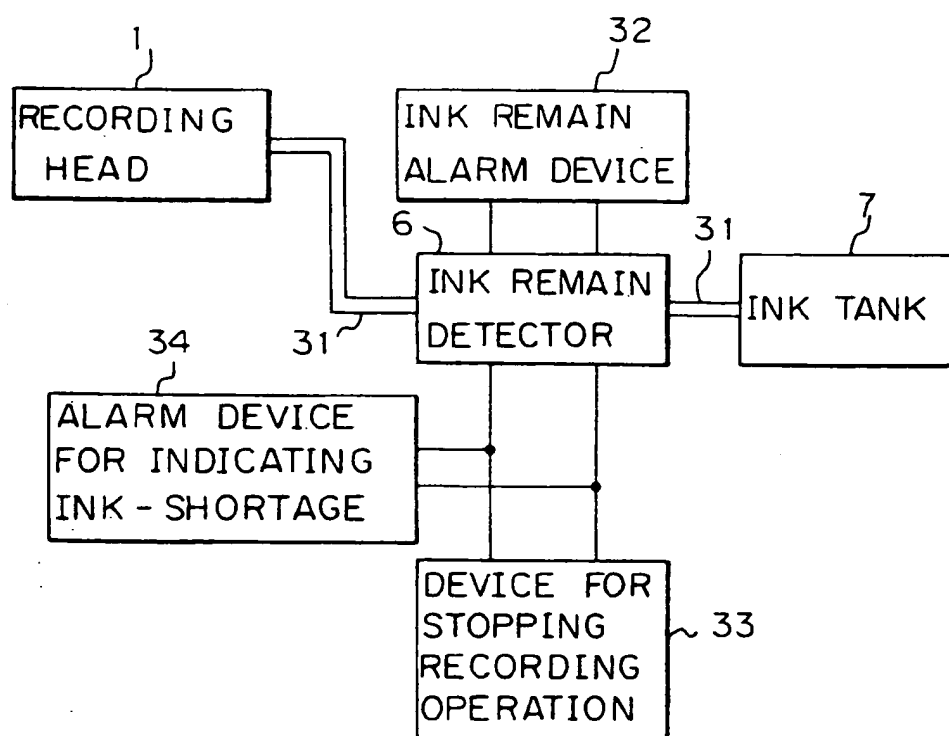 1
RECORDING
HEAD
32
INK REMAIN
ALARM DEVICE
6
INK REMAIN
DETECTOR
31
7
INK TANK
31
34
ALARM DEVICE
FOR INDICATING
INK-SHORTAGE
DEVICE FOR
STOPPING
RECORDING
OPERATION
33